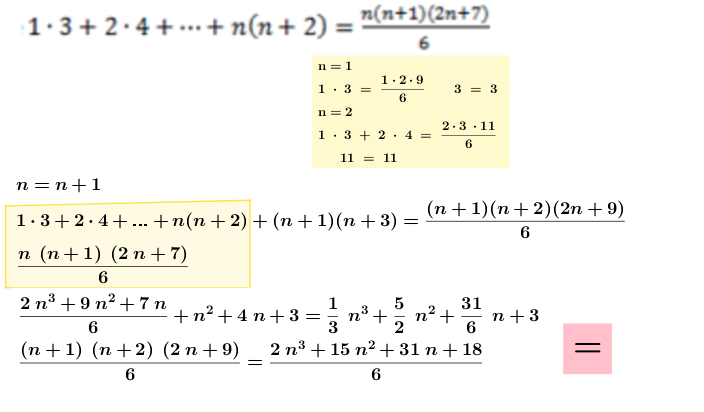 1 · 3 + 2 · 4 + ··· + n(n + 2) = n(n+1)(2n+7)/6
n = 1
1 · 3 = 1 · 2 · 9/6    3 = 3
n = 2
1 · 3 + 2 · 4 = 2 · 3 · 11/6
11 = 11
n = n + 1
1 · 3 + 2 · 4 + ... + n(n + 2) + (n + 1)(n + 3) = (n + 1)(n + 2)(2n + 9)/6
n (n + 1) (2 n + 7)/6
2 n³ + 9 n² + 7 n/6 + n² + 4 n + 3 = 1/3 n³ + 5/2 n² + 31/6 n + 3
(n + 1) (n + 2) (2 n + 9)/6 = 2 n³ + 15 n² + 31 n + 18/6
=